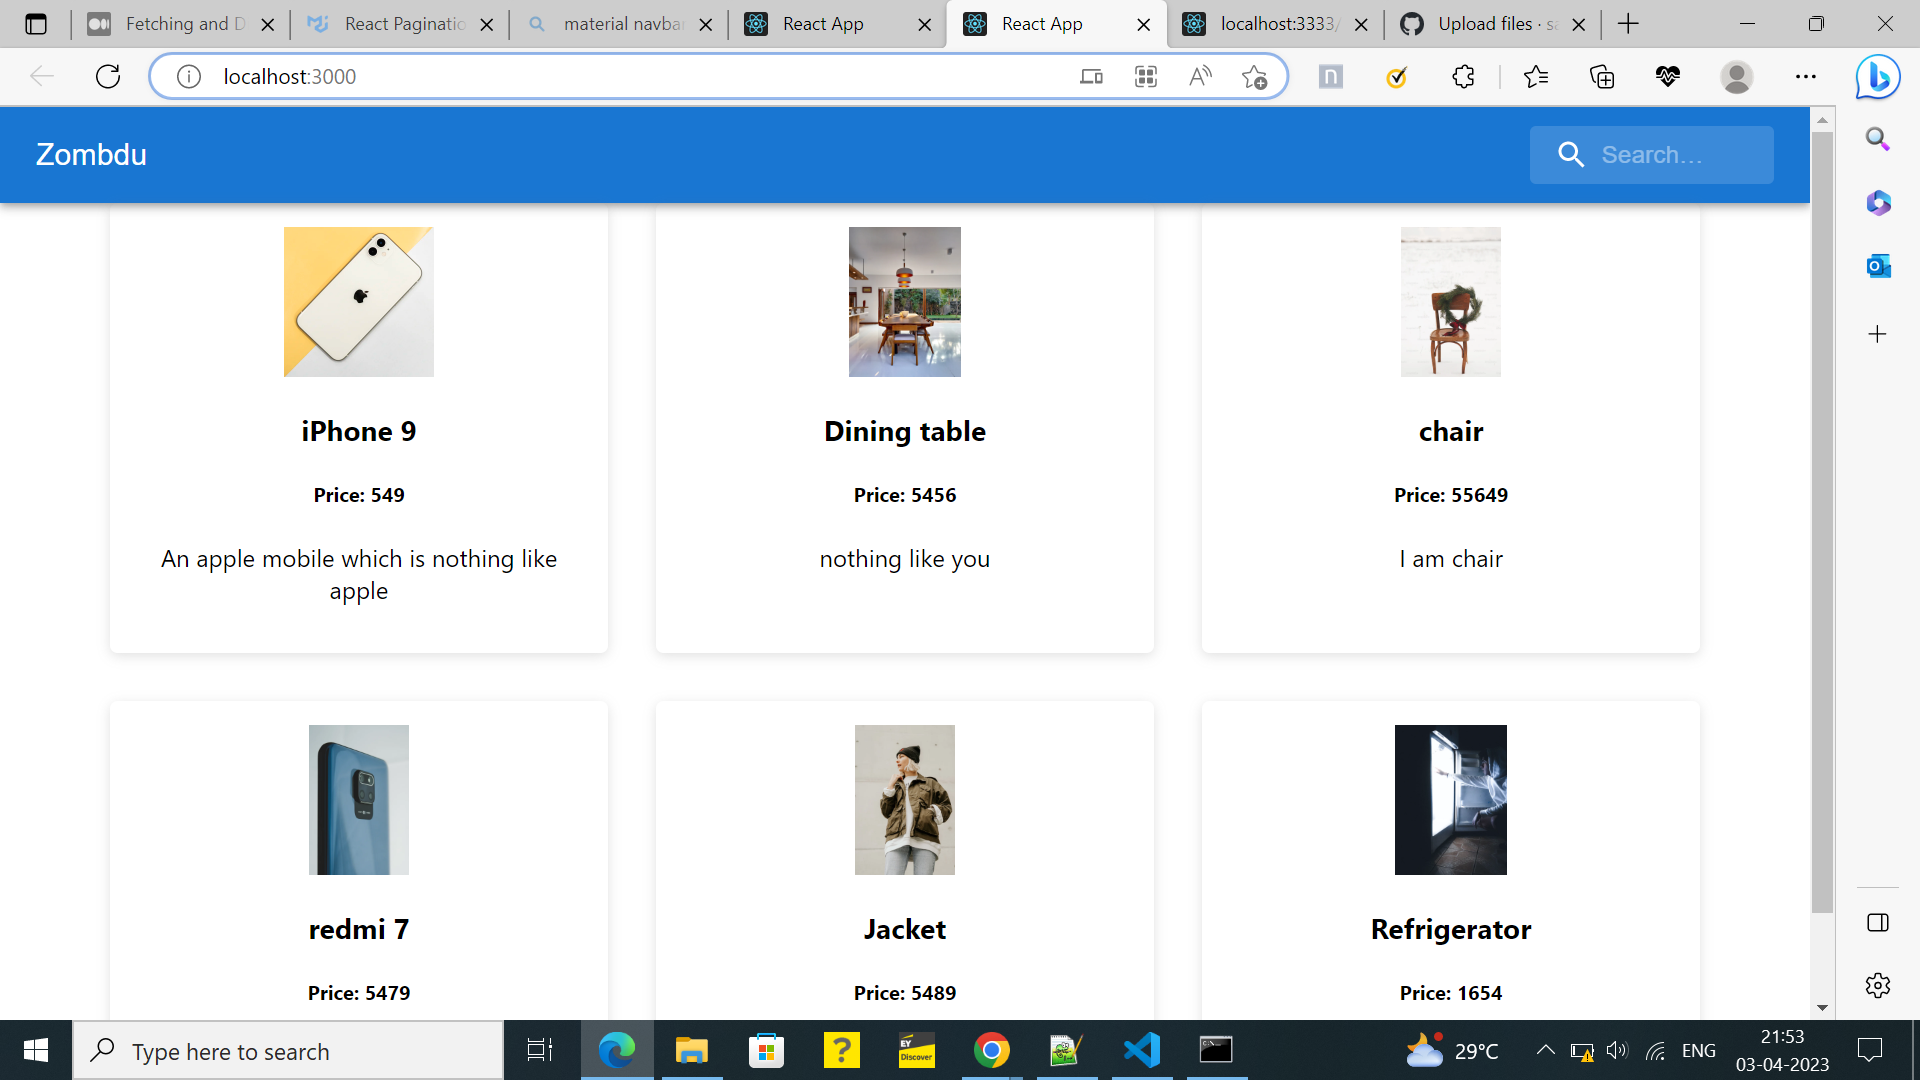 Fetching and D
React Paginatio
material navba
React App
React App
localhost:3333/
Upload files · sa
localhost:3000
Zombdu
Search…
iPhone 9
Dining table
chair
Price: 549
Price: 5456
Price: 55649
An apple mobile which is nothing like
apple
nothing like you
I am chair
redmi 7
Jacket
Refrigerator
Price: 5479
Price: 5489
Price: 1654
Type here to search
EY
Discover
29°C
ENG
21:53
03-04-2023